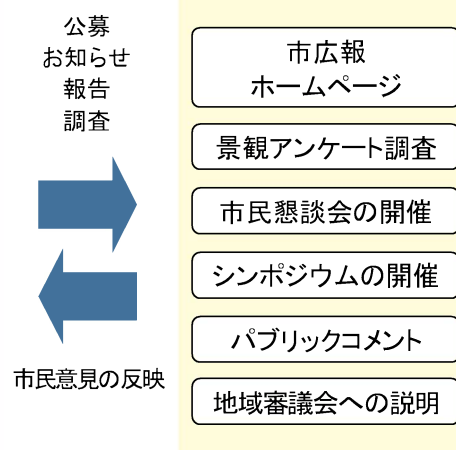 公募
お知らせ
報告
調査
市民意見の反映
市広報
ホームページ
景観アンケート調査
市民懇談会の開催
シンポジウムの開催
パブリックコメント
地域審議会への説明